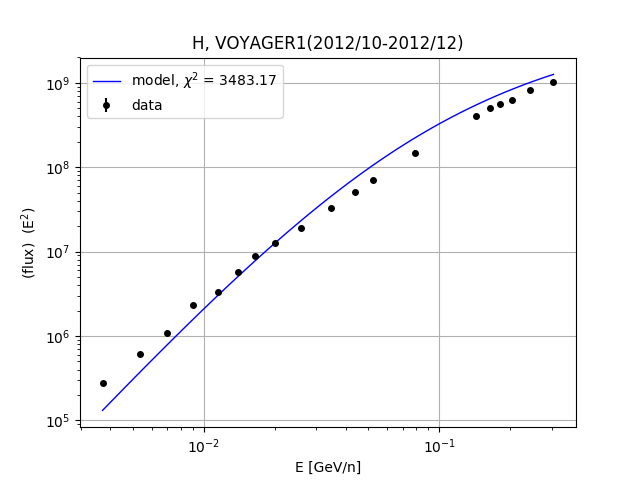 H, VOYAGER1(2012/10-2012/12)
model, χ² = 3483.17
data
10⁹
10⁸
10⁷
10⁶
10⁵
(flux) (E²)
10⁻²
10⁻¹
E [GeV/n]